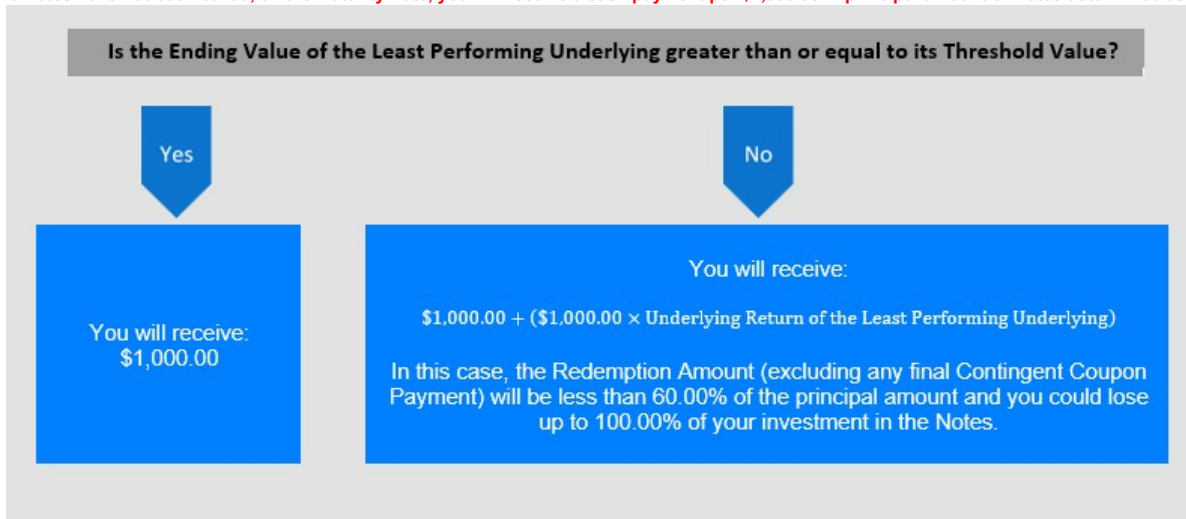 Is the Ending Value of the Least Performing Underlying greater than or equal to its Threshold Value?
Yes
No
You will receive:
$1,000.00
You will receive:
$1,000.00 + ($1,000.00 × Underlying Return of the Least Performing Underlying)
In this case, the Redemption Amount (excluding any final Contingent Coupon
Payment) will be less than 60.00% of the principal amount and you could lose
up to 100.00% of your investment in the Notes.